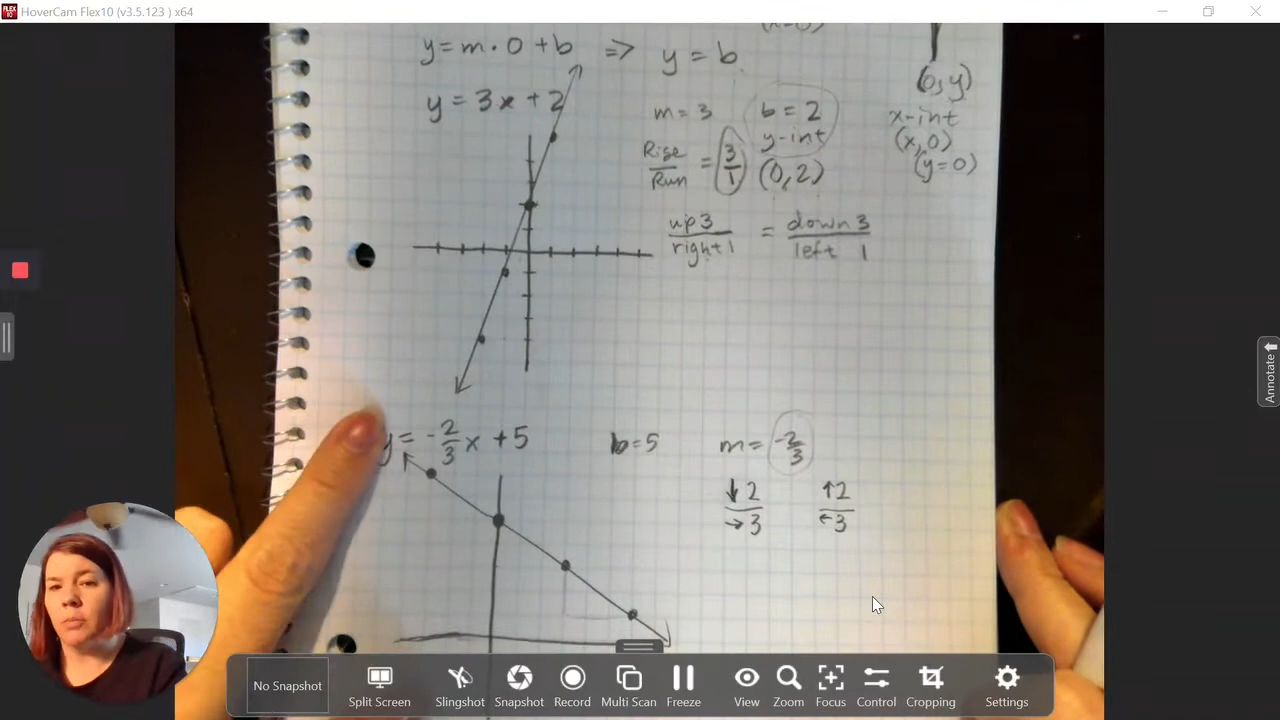 HoverCam Flex10 (v3.5.123 ) x64
y = m · 0 + b => y = b
(0, y)
y = 3x + 2
m = 3
b = 2
y-int
(0, 2)
x-int
(x, 0)
(y = 0)
Rise/Run = 3/1
up 3/right 1 = down 3/left 1
y = -2/3 x + 5
b = 5
m = -2/3
↓2/→3
↑2/←3
Annotate
No Snapshot
Split Screen
Slingshot
Snapshot
Record
Multi Scan
Freeze
View
Zoom
Focus
Control
Cropping
Settings